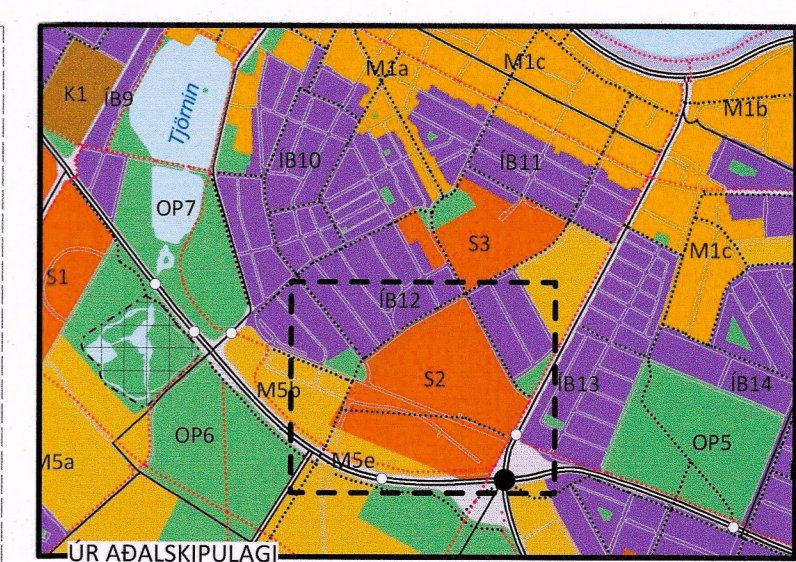 M1a
M1c
K1
ÍB9
Tjörnin
M1b
ÍB10
ÍB11
OP7
S3
M1c
S1
ÍB12
S2
M5b
ÍB13
ÍB14
OP6
OP5
M5a
M5e
ÚR AÐALSKIPULAGI